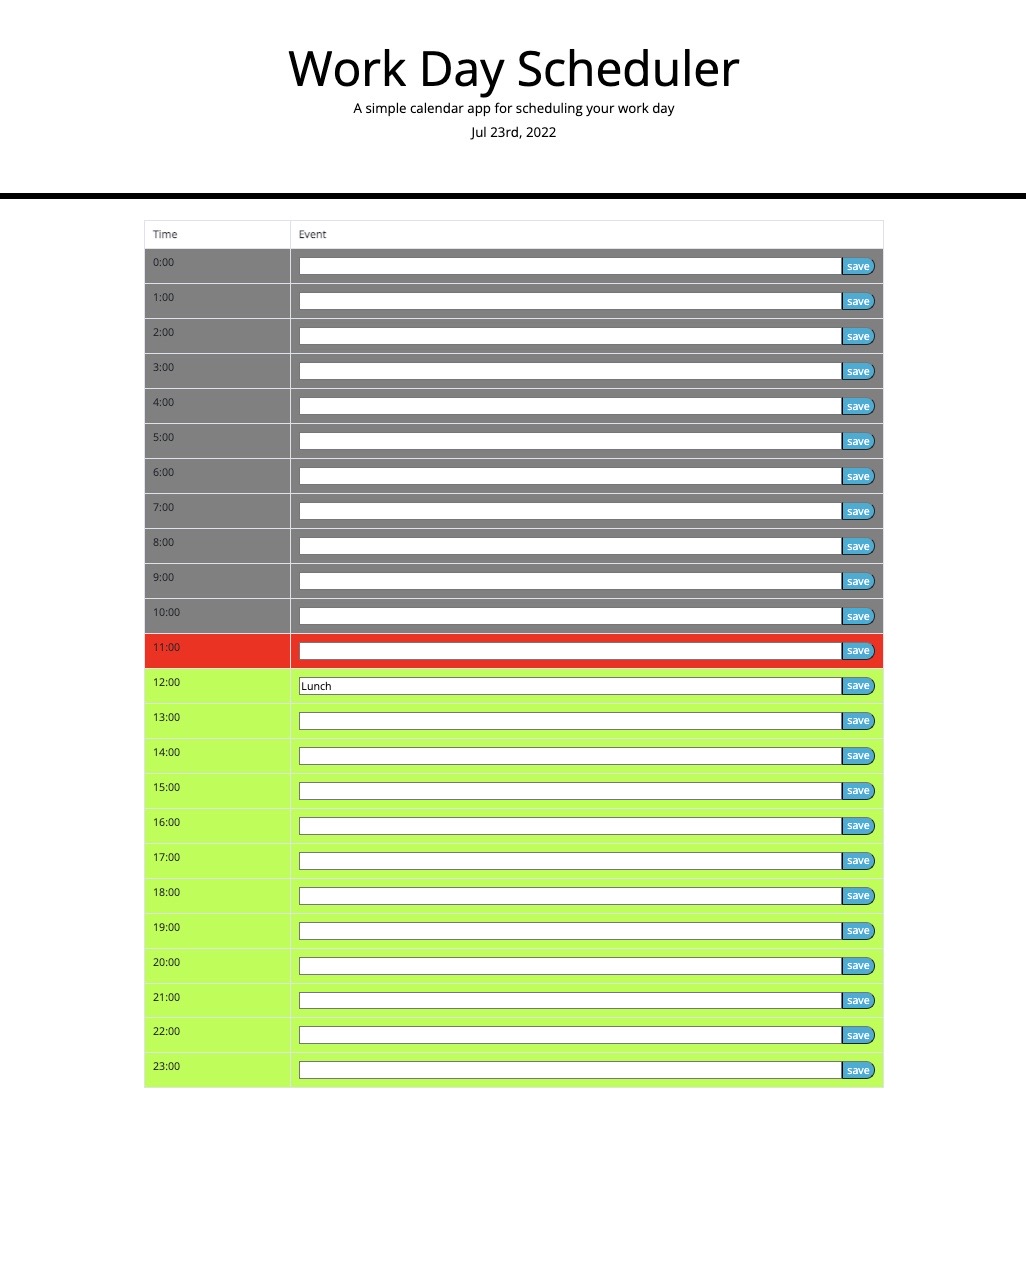 Work Day Scheduler
A simple calendar app for scheduling your work day
Jul 23rd, 2022
Time Event
0:00 save
1:00 save
2:00 save
3:00 save
4:00 save
5:00 save
6:00 save
7:00 save
8:00 save
9:00 save
10:00 save
11:00 save
12:00 Lunch save
13:00 save
14:00 save
15:00 save
16:00 save
17:00 save
18:00 save
19:00 save
20:00 save
21:00 save
22:00 save
23:00 save